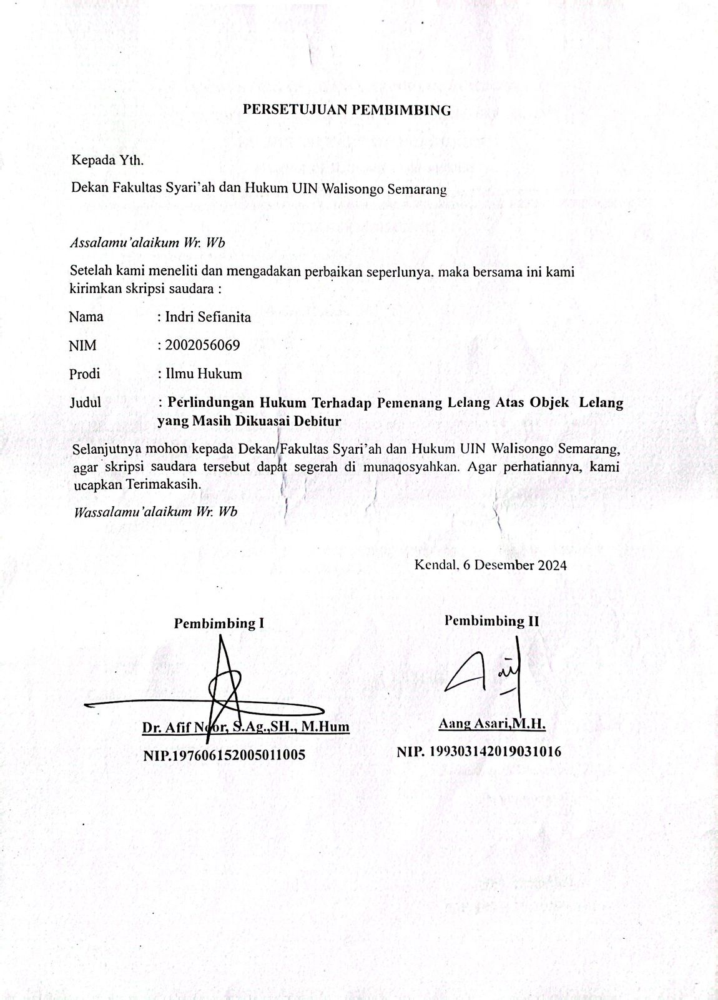 PERSETUJUAN PEMBIMBING
Kepada Yth.
Dekan Fakultas Syari’ah dan Hukum UIN Walisongo Semarang
Assalamu’alaikum Wr. Wb
Setelah kami meneliti dan mengadakan perbaikan seperlunya. maka bersama ini kami
kirimkan skripsi saudara :
Nama : Indri Sefianita
NIM : 2002056069
Prodi : Ilmu Hukum
Judul : Perlindungan Hukum Terhadap Pemenang Lelang Atas Objek Lelang
yang Masih Dikuasai Debitur
Selanjutnya mohon kepada Dekan Fakultas Syari’ah dan Hukum UIN Walisongo Semarang,
agar skripsi saudara tersebut dapat segerah di munaqosyahkan. Agar perhatiannya, kami
ucapkan Terimakasih.
Wassalamu’alaikum Wr. Wb
Kendal, 6 Desember 2024
Pembimbing I
Pembimbing II
Dr. Afif Noor, S.Ag.,SH., M.Hum
Aang Asari,M.H.
NIP.197606152005011005
NIP. 199303142019031016